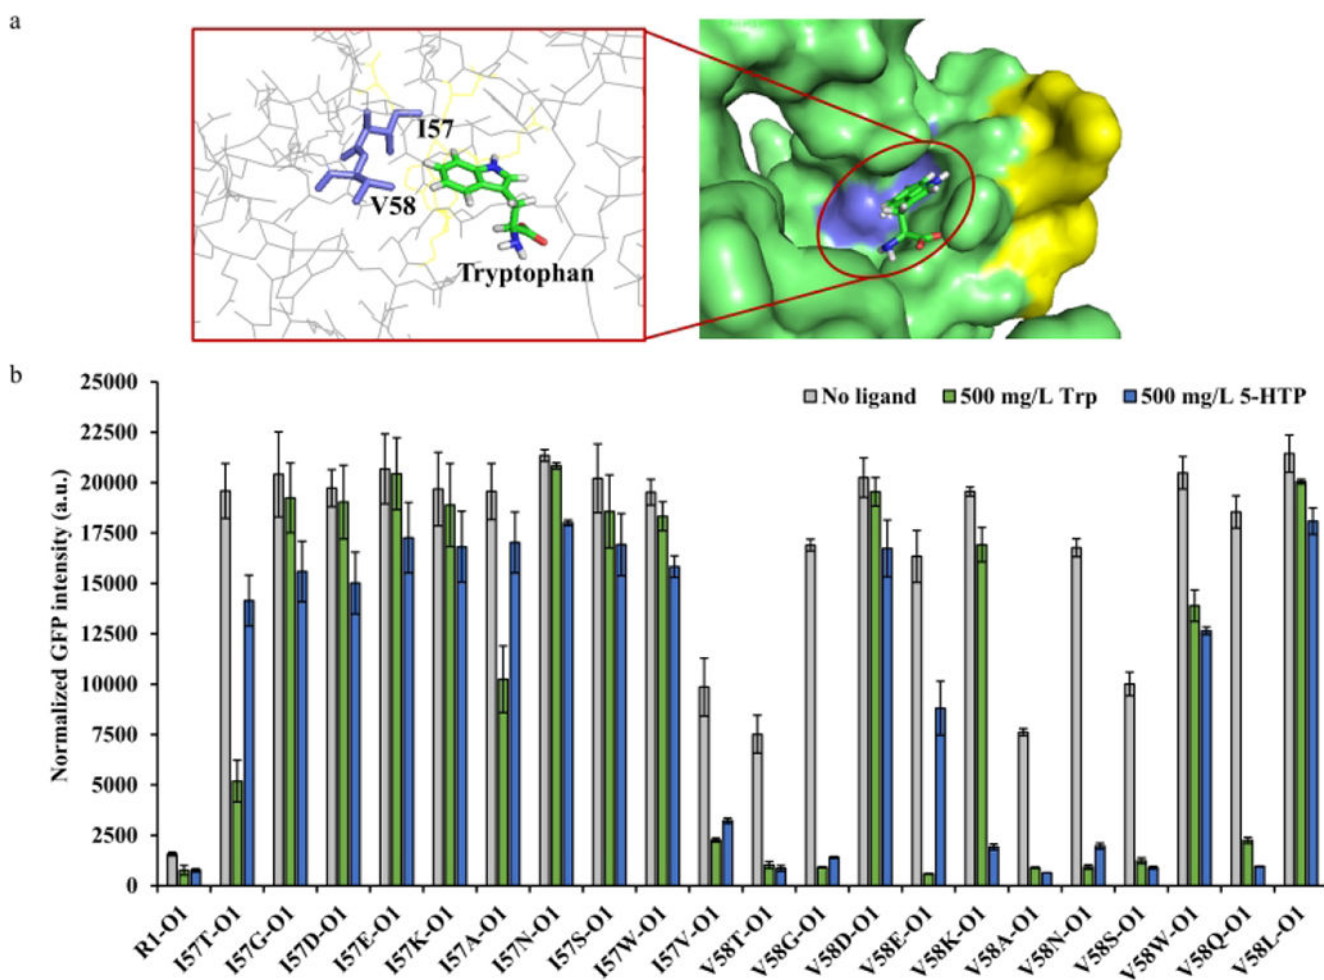 a
I57
V58
Tryptophan
b
25000
22500
20000
17500
15000
12500
10000
7500
5000
2500
0
Normalized GFP intensity (a.u.)
No ligand 500 mg/L Trp 500 mg/L 5-HTP
R1-O1 I57T-O1 I57G-O1 I57D-O1 I57E-O1 I57K-O1 I57A-O1 I57N-O1 I57S-O1 I57W-O1 I57V-O1 V58T-O1 V58G-O1 V58D-O1 V58E-O1 V58K-O1 V58A-O1 V58N-O1 V58S-O1 V58W-O1 V58Q-O1 V58L-O1